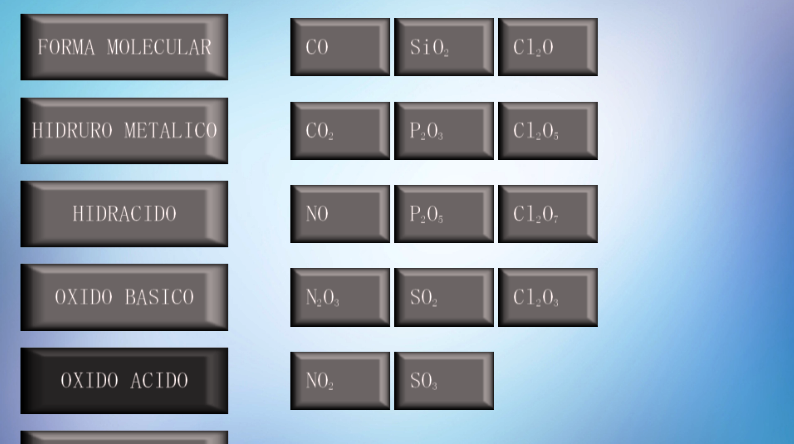 FORMA MOLECULAR
HIDRURO METALICO
HIDRACIDO
OXIDO BASICO
OXIDO ACIDO
CO SiO₂ Cl₂O
CO₂ P₂O₃ Cl₂O₅
NO P₂O₅ Cl₂O₇
N₂O₃ SO₂ Cl₂O₃
NO₂ SO₃